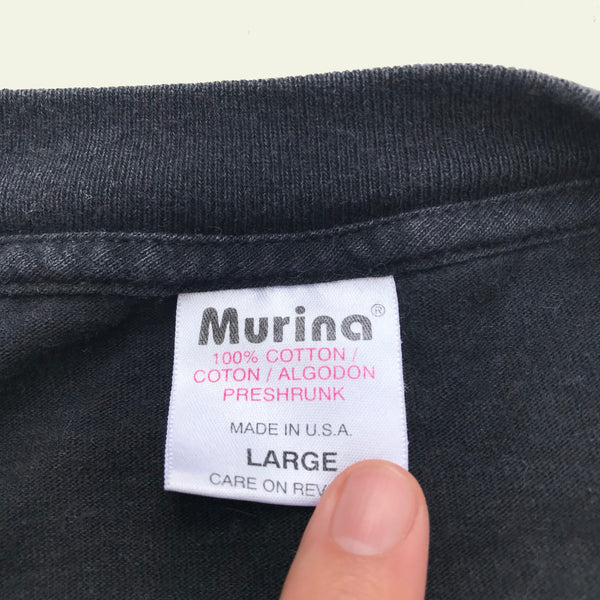 Murina®
100% COTTON /
COTON / ALGODON
PRESHRUNK
MADE IN U.S.A.
LARGE
CARE ON